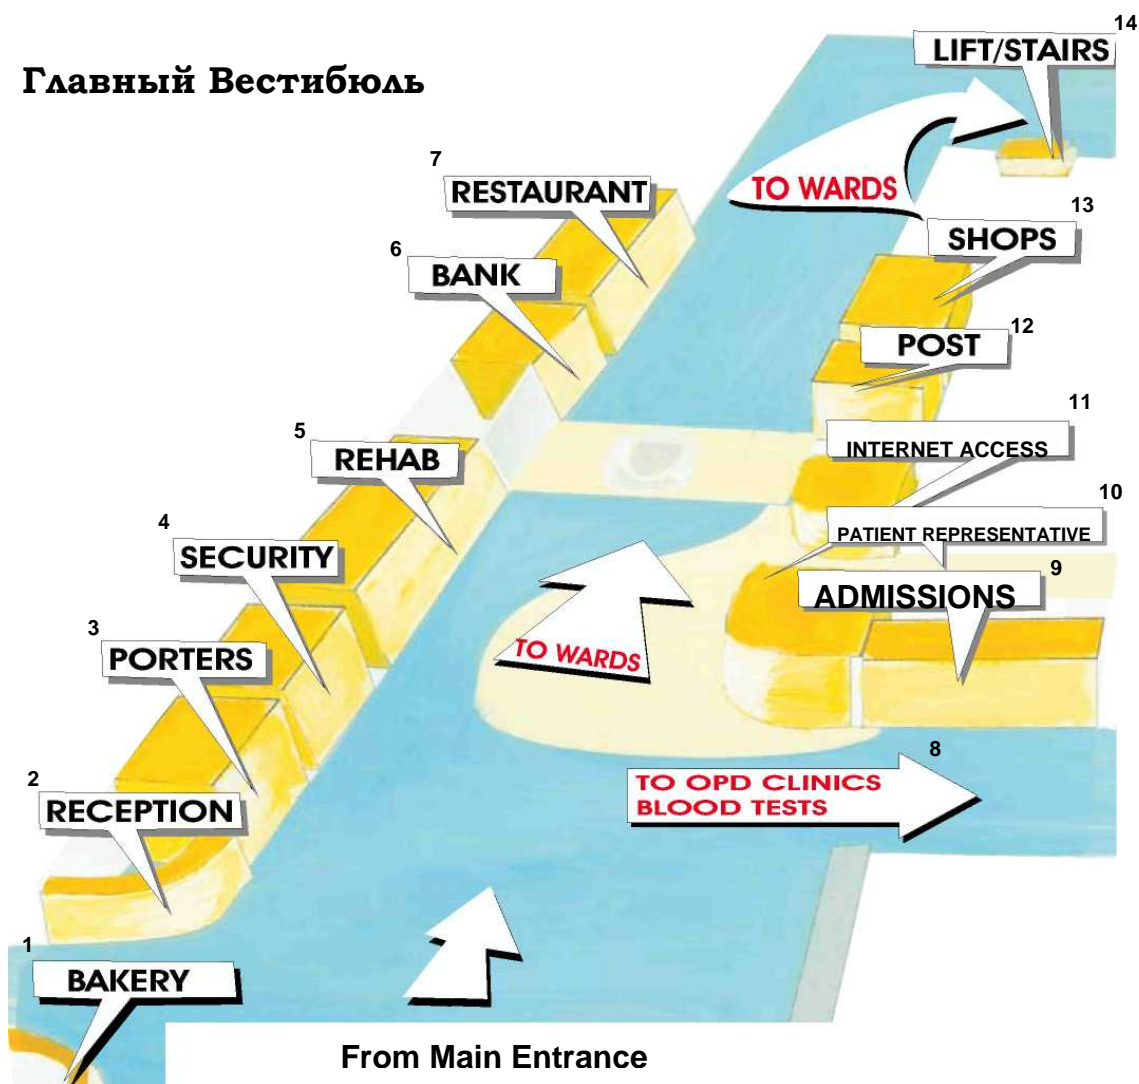 14
LIFT/STAIRS
Главный Вестибюль
7
RESTAURANT
TO WARDS
13
SHOPS
6
BANK
12
POST
11
INTERNET ACCESS
5
REHAB
10
PATIENT REPRESENTATIVE
4
SECURITY
9
ADMISSIONS
3
PORTERS
TO WARDS
8
TO OPD CLINICS
BLOOD TESTS
2
RECEPTION
1
BAKERY
From Main Entrance